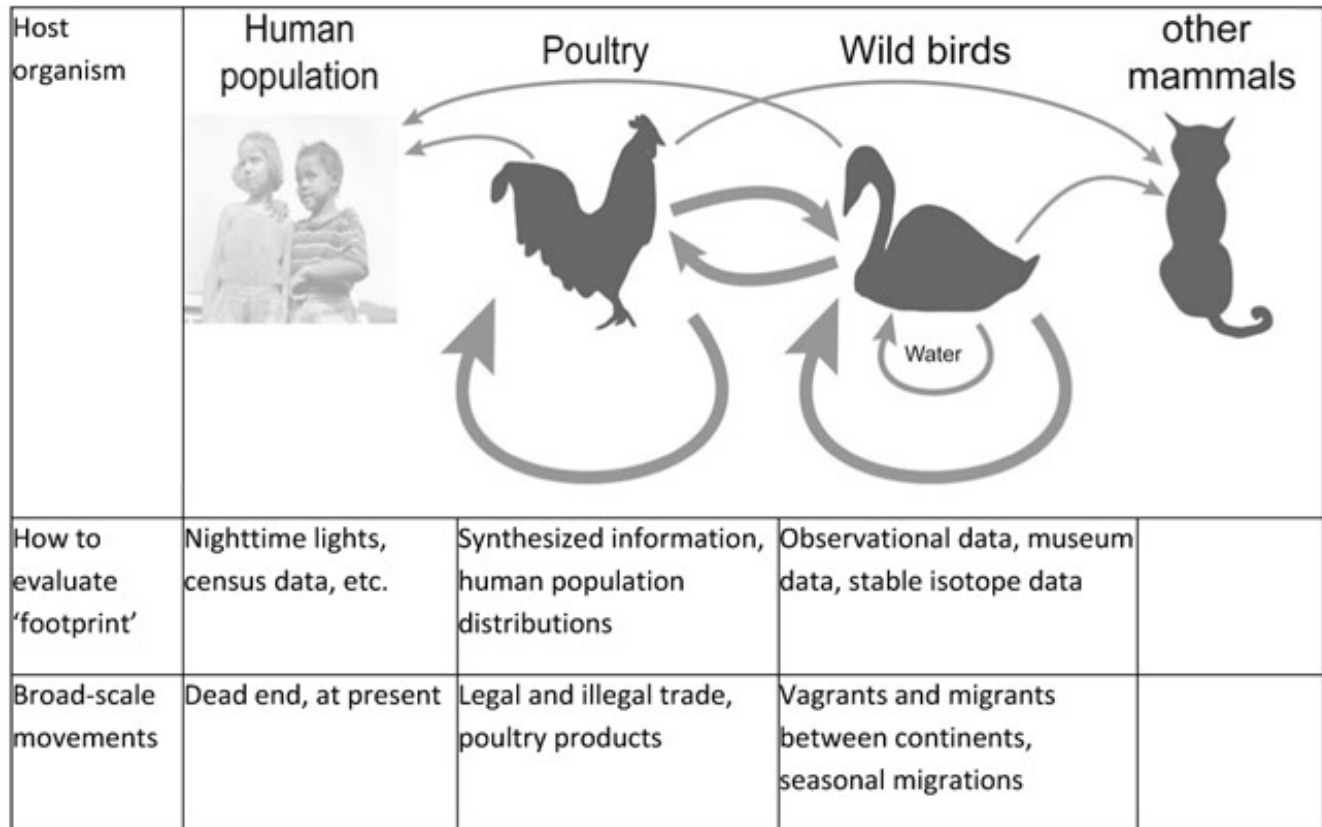 Host
organism
Human
population
Poultry
Wild birds
other
mammals
Water
How to
evaluate
‘footprint’
Nighttime lights,
census data, etc.
Synthesized information,
human population
distributions
Observational data, museum
data, stable isotope data
Broad-scale
movements
Dead end, at present
Legal and illegal trade,
poultry products
Vagrants and migrants
between continents,
seasonal migrations